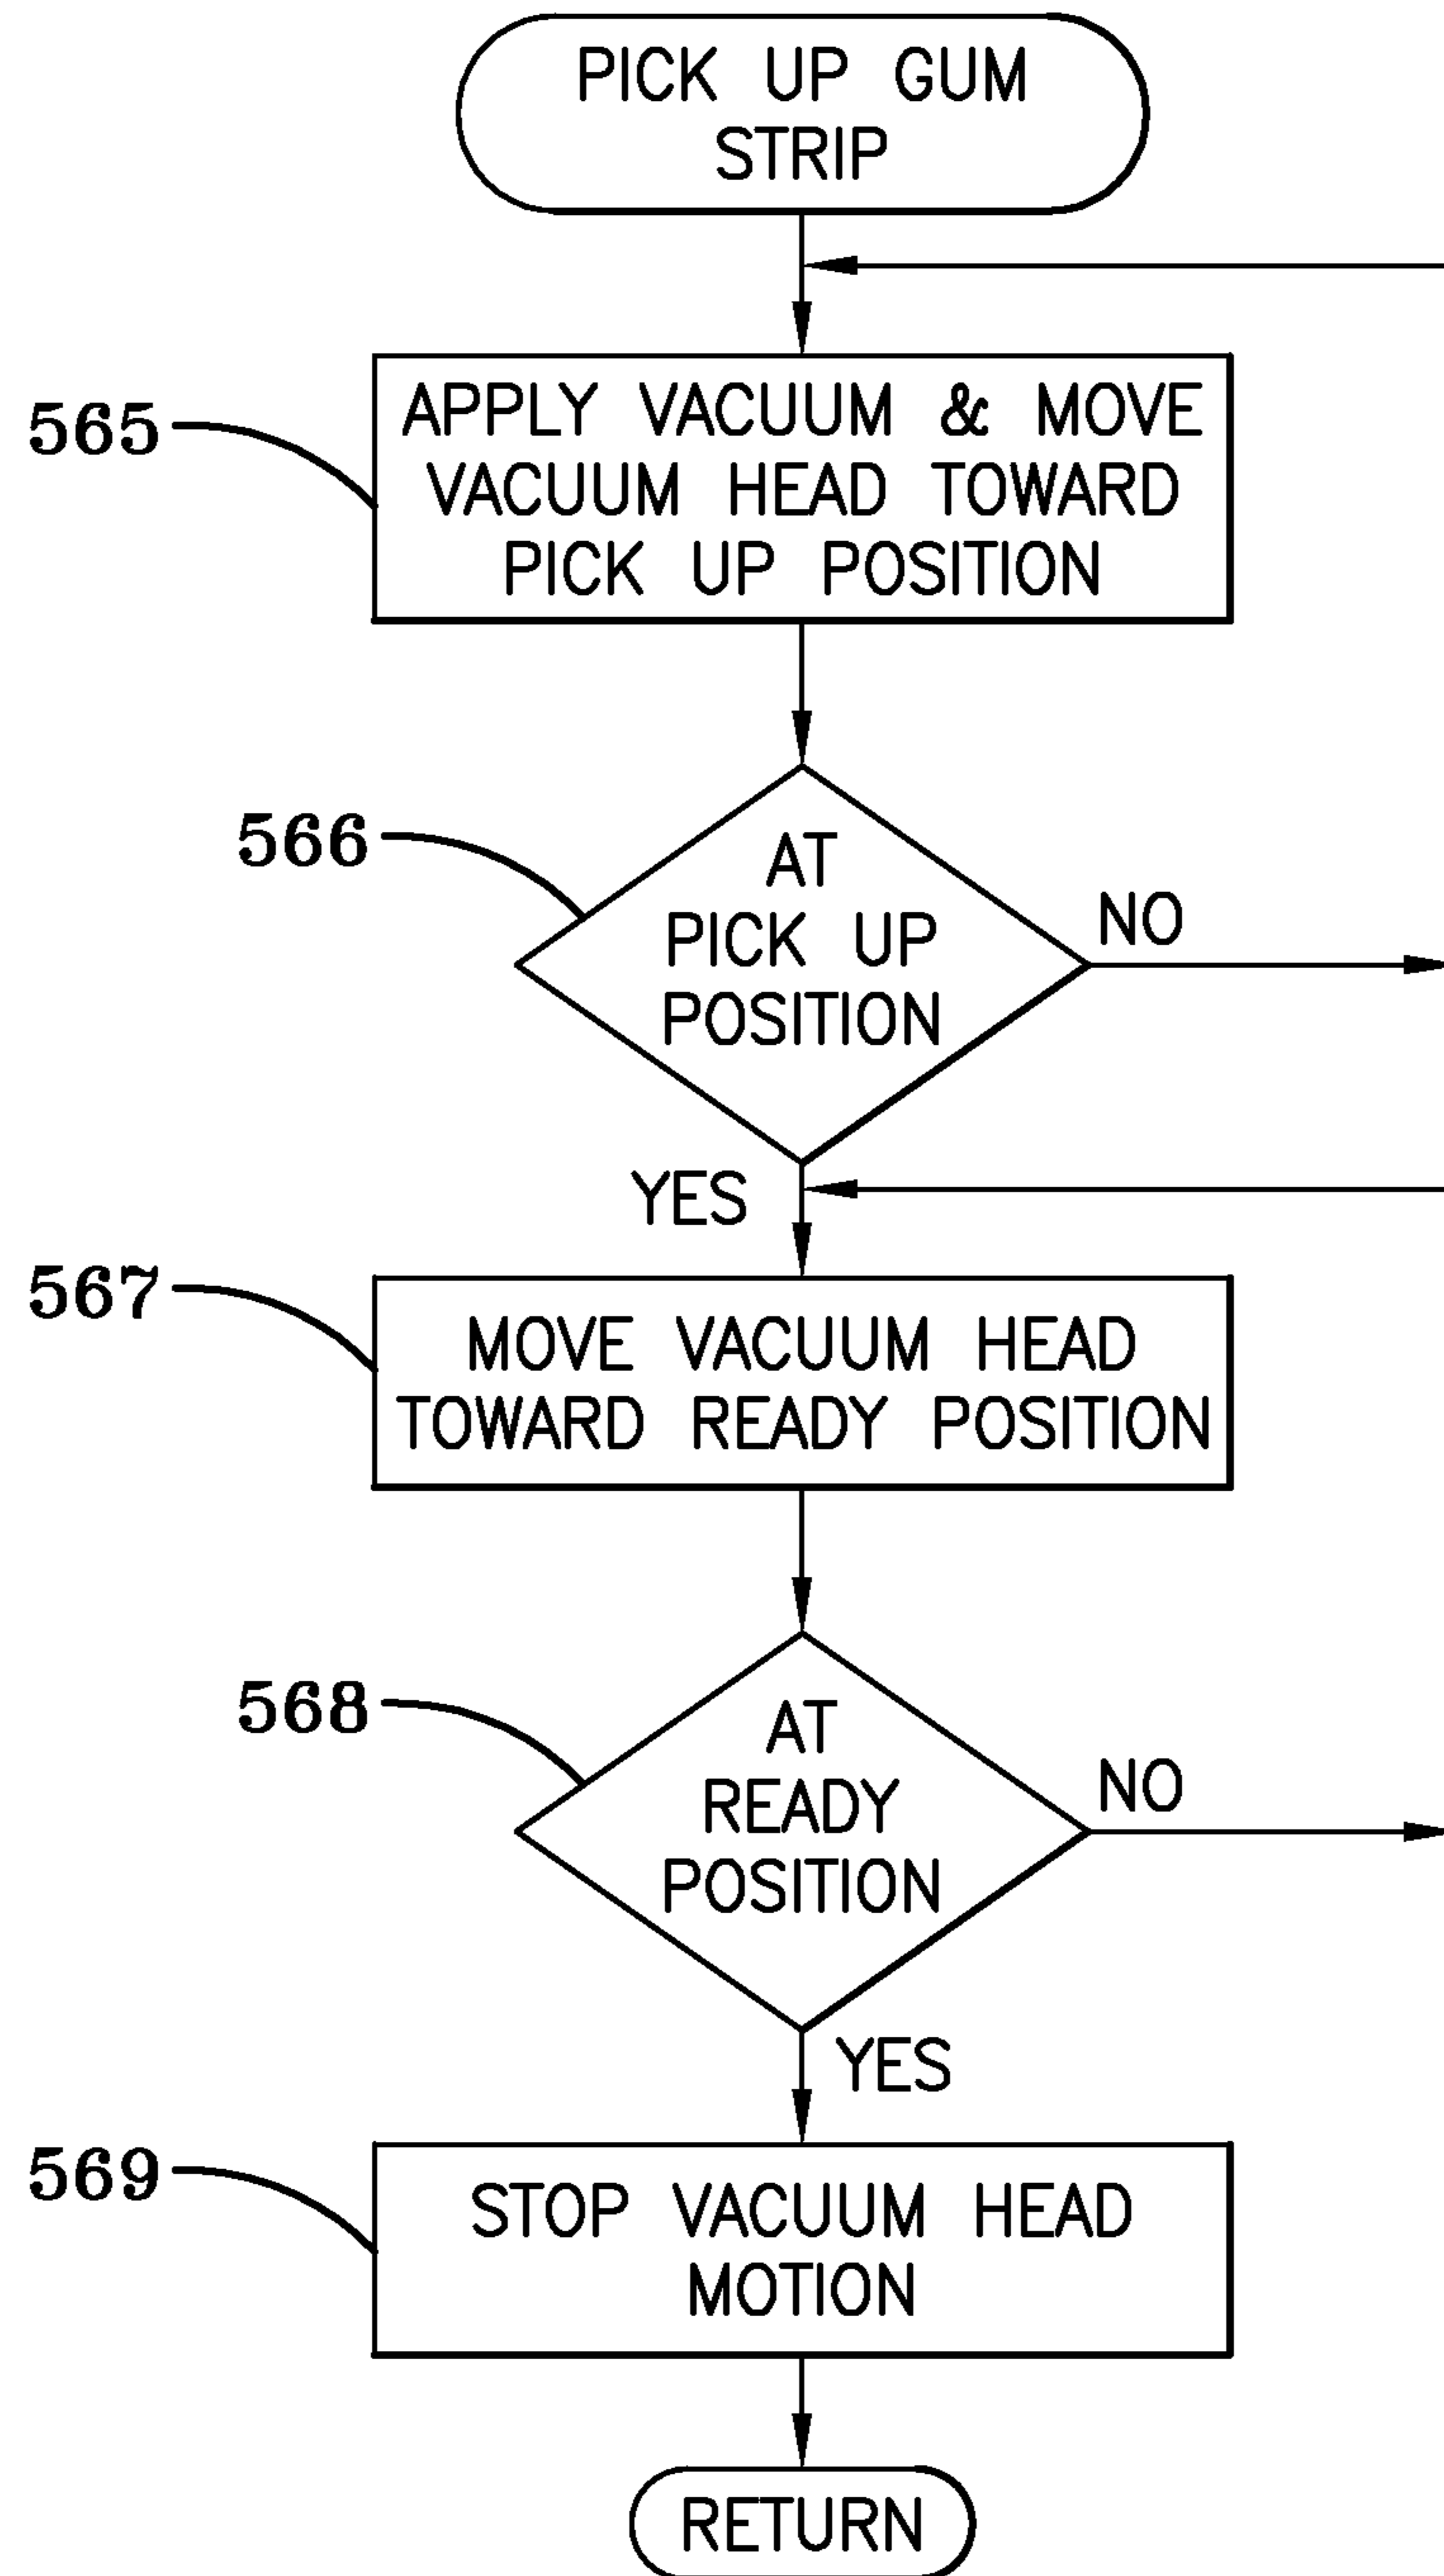 PICK UP GUM
STRIP
565
APPLY VACUUM & MOVE
VACUUM HEAD TOWARD
PICK UP POSITION
566
AT
PICK UP
POSITION
NO
YES
567
MOVE VACUUM HEAD
TOWARD READY POSITION
568
AT
READY
POSITION
NO
YES
569
STOP VACUUM HEAD
MOTION
RETURN